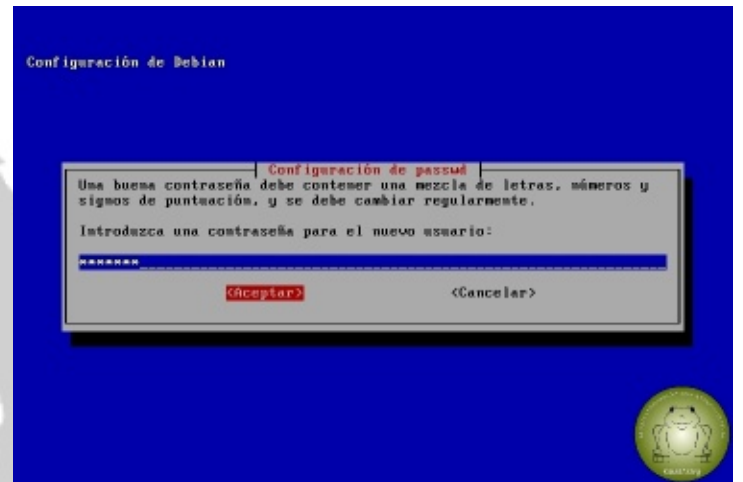 Configuración de Debian
Configuración de passwd
Una buena contraseña debe contener una mezcla de letras, números y
signos de puntuación, y se debe cambiar regularmente.
Introduzca una contraseña para el nuevo usuario:
*******
<Aceptar> <Cancelar>